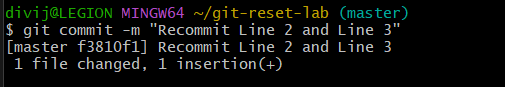 divij@LEGION MINGW64 ~/git-reset-lab (master)
$ git commit -m "Recommit Line 2 and Line 3"
[master f3810f1] Recommit Line 2 and Line 3
 1 file changed, 1 insertion(+)